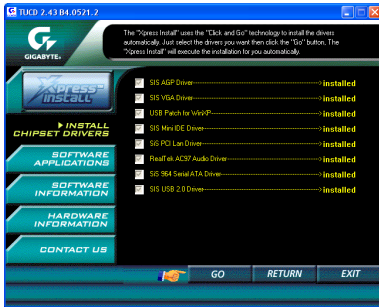 TUCD 2.43 B4.0521.2
The "Xpress Install" uses the "Click and Go" technology to install the drivers
automatically. Just select the drivers you want then click the "Go" button. The
"Xpress Install" will execute the installation for you automatically.
GIGABYTE
Xpress
INSTALL
INSTALL
CHIPSET DRIVERS
SOFTWARE
APPLICATIONS
SOFTWARE
INFORMATION
HARDWARE
INFORMATION
CONTACT US
SIS AGP Driver installed
SIS VGA Driver installed
USB Patch for WinXP installed
SIS Mini IDE Driver installed
SiS PCI Lan Driver installed
RealTek AC97 Audio Driver installed
SiS 964 Serial ATA Driver installed
SIS USB 2.0 Driver installed
GO
RETURN
EXIT